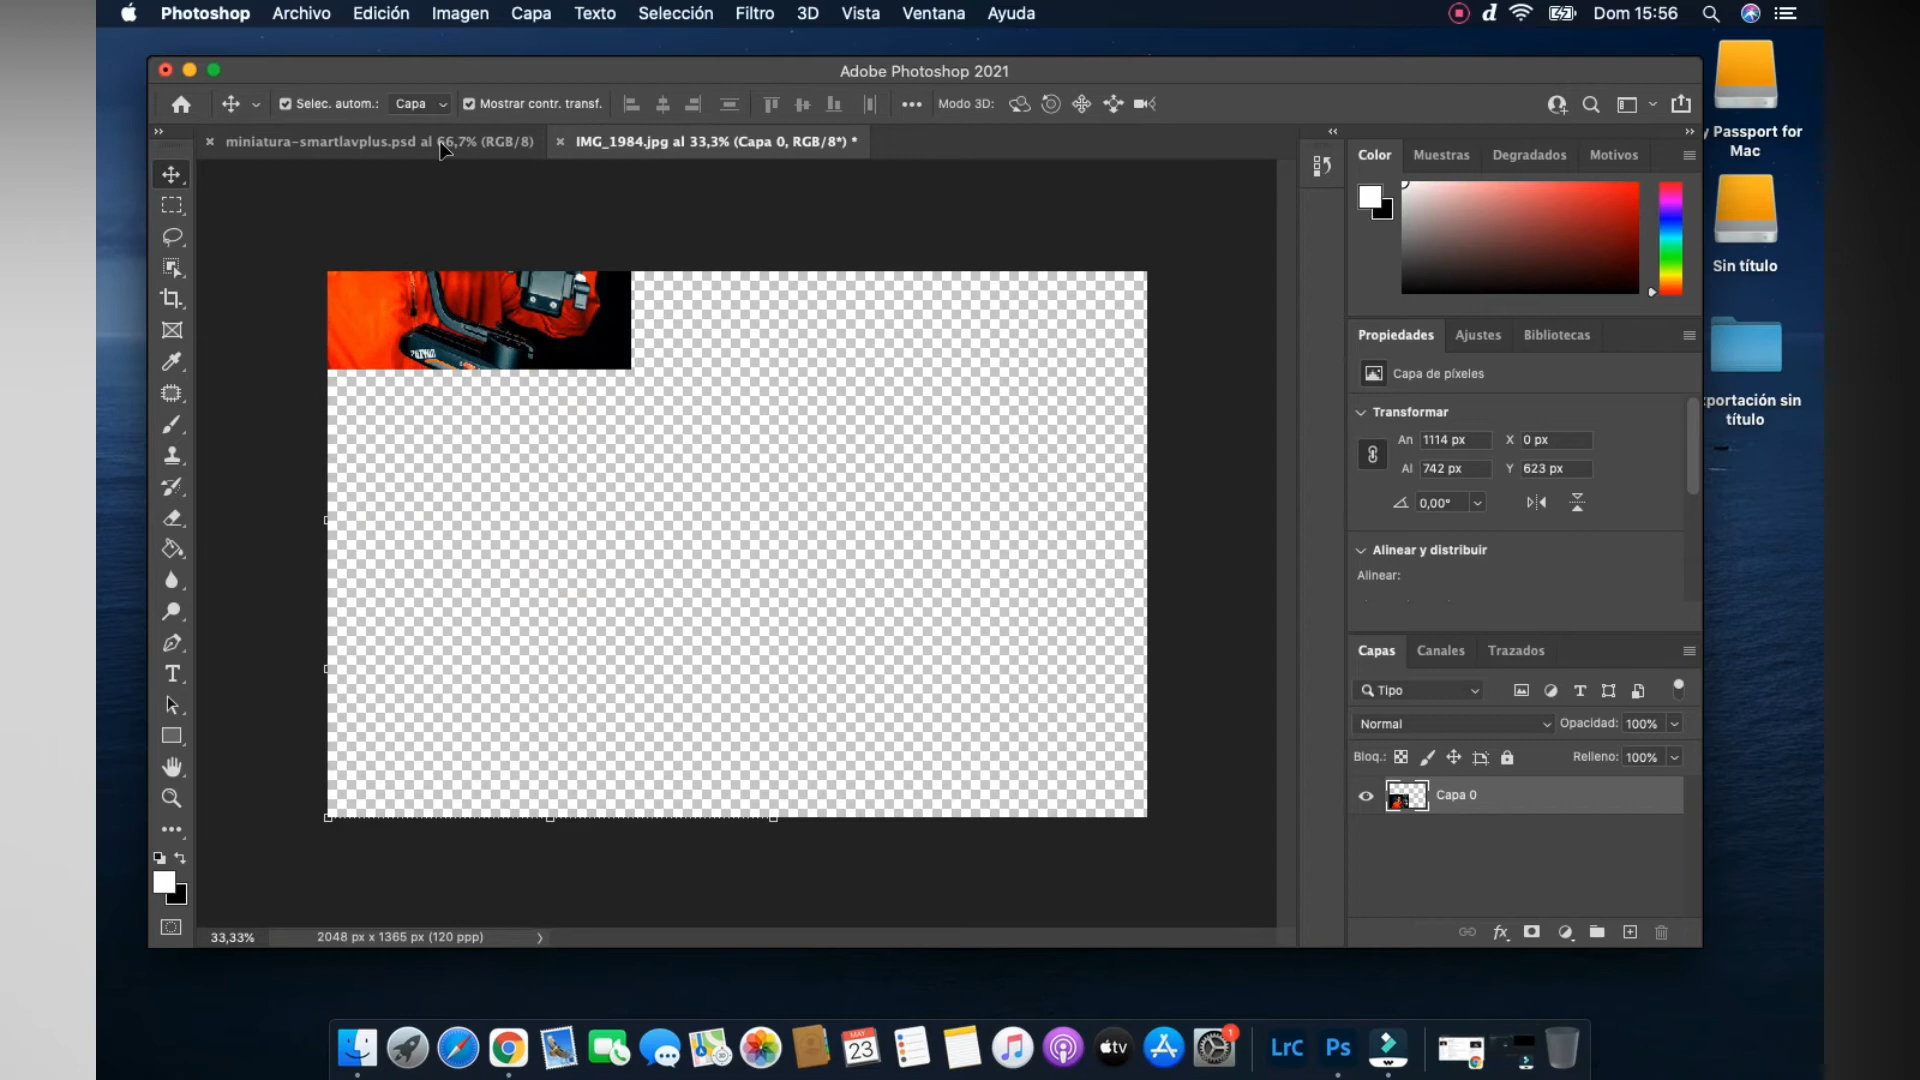 Photoshop Archivo Edición Imagen Capa Texto Selección Filtro 3D Vista Ventana Ayuda Dom 15:56
Adobe Photoshop 2021
Selec. autom.: Capa Mostrar contr. transf. Modo 3D:
miniatura-smartlavplus.psd al 66,7% (RGB/8) IMG_1984.jpg al 33,3% (Capa 0, RGB/8*) *
Color Muestras Degradados Motivos
y Passport for
Mac
Sin título
Propiedades Ajustes Bibliotecas
Capa de píxeles
Transformar
portación sin
título
An 1114 px X 0 px
Al 742 px Y 623 px
0,00°
Alinear y distribuir
Alinear:
Capas Canales Trazados
Tipo
Normal Opacidad: 100%
Bloq.: Relleno: 100%
Capa 0
33,33% 2048 px x 1365 px (120 ppp)
MAY
23
tv
LrC
Ps
1